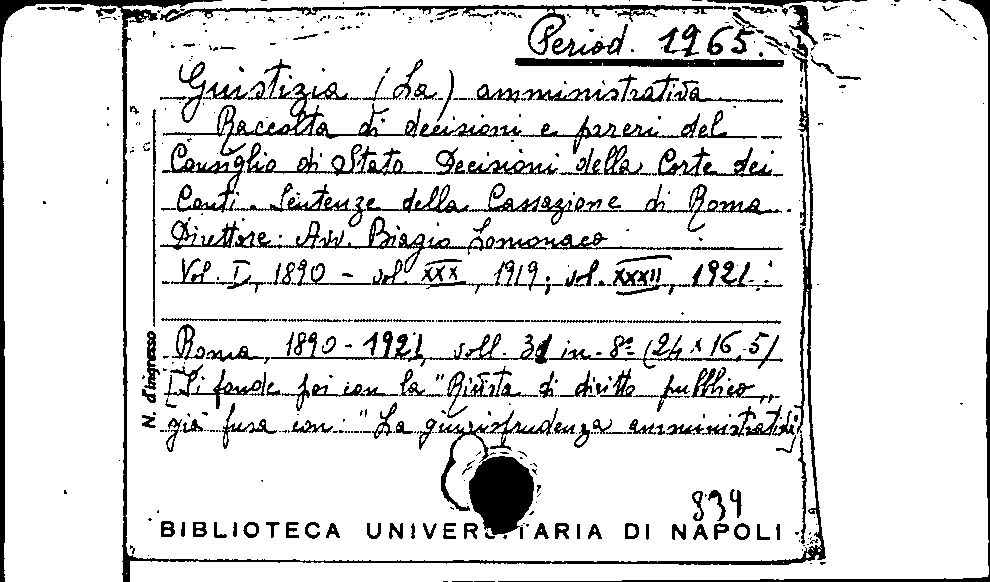 Period. 1965.
Giustizia (La) amministrativa
Raccolta di decisioni e pareri del
Consiglio di Stato Decisioni della Corte dei
Conti. Sentenze della Cassazione di Roma.
Direttore: Avv. Biagio Lomonaco
Vol. I, 1890 - vol. XXX, 1919; vol. XXXII, 1921.
Roma, 1890 - 1921, voll. 31 in-8º (24 x 16,5)
[Si fonde poi con la "Rivista di diritto pubblico„
già fusa con: "La giurisprudenza amministrativa]
N. d'ingresso
834
BIBLIOTECA UNIVERSITARIA DI NAPOLI